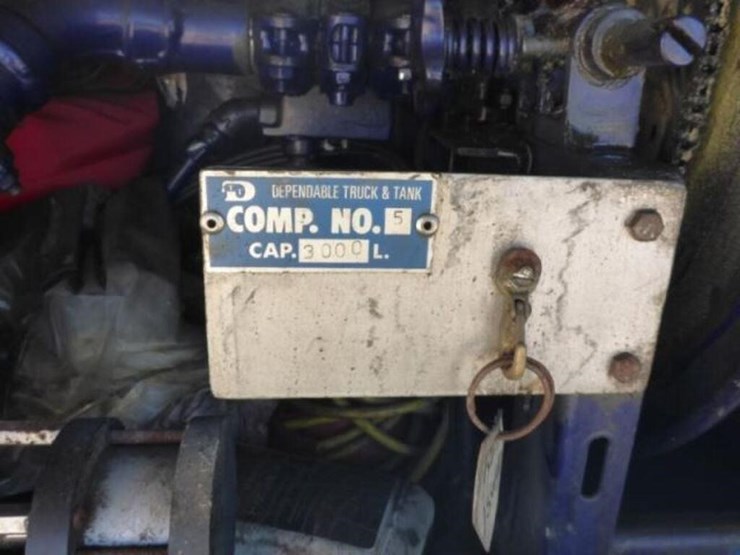 D DEPENDABLE TRUCK & TANK
COMP. NO. 5
CAP. 3000 L.